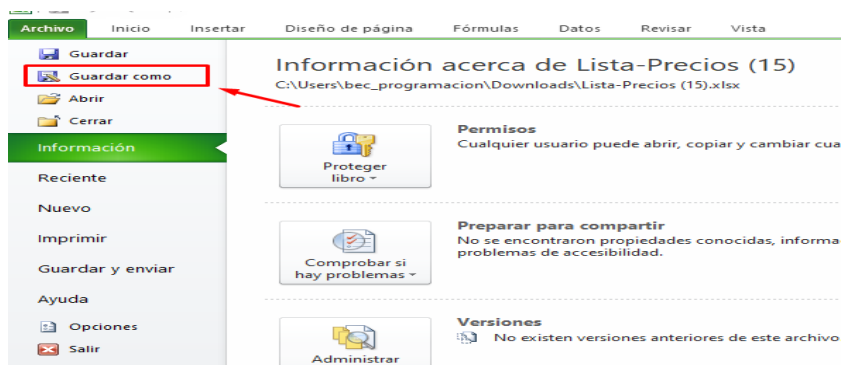 Archivo Inicio Insertar Diseño de página Fórmulas Datos Revisar Vista
Guardar
Guardar como
Abrir
Cerrar
Información
Reciente
Nuevo
Imprimir
Guardar y enviar
Ayuda
Opciones
Salir
Información acerca de Lista-Precios (15)
C:\Users\bec_programacion\Downloads\Lista-Precios (15).xlsx
Proteger
libro
Permisos
Cualquier usuario puede abrir, copiar y cambiar cua
Comprobar si
hay problemas
Preparar para compartir
No se encontraron propiedades conocidas, informa
problemas de accesibilidad.
Administrar
Versiones
No existen versiones anteriores de este archivo